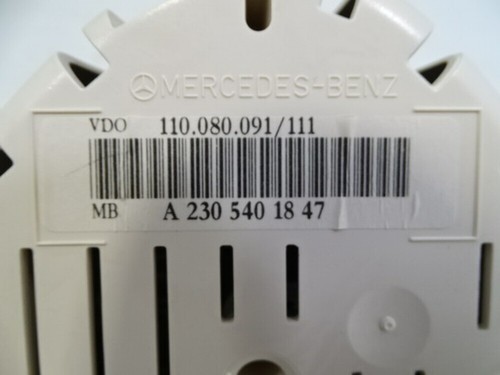 MERCEDES-BENZ
VDO 110.080.091/111
MB A 230 540 18 47